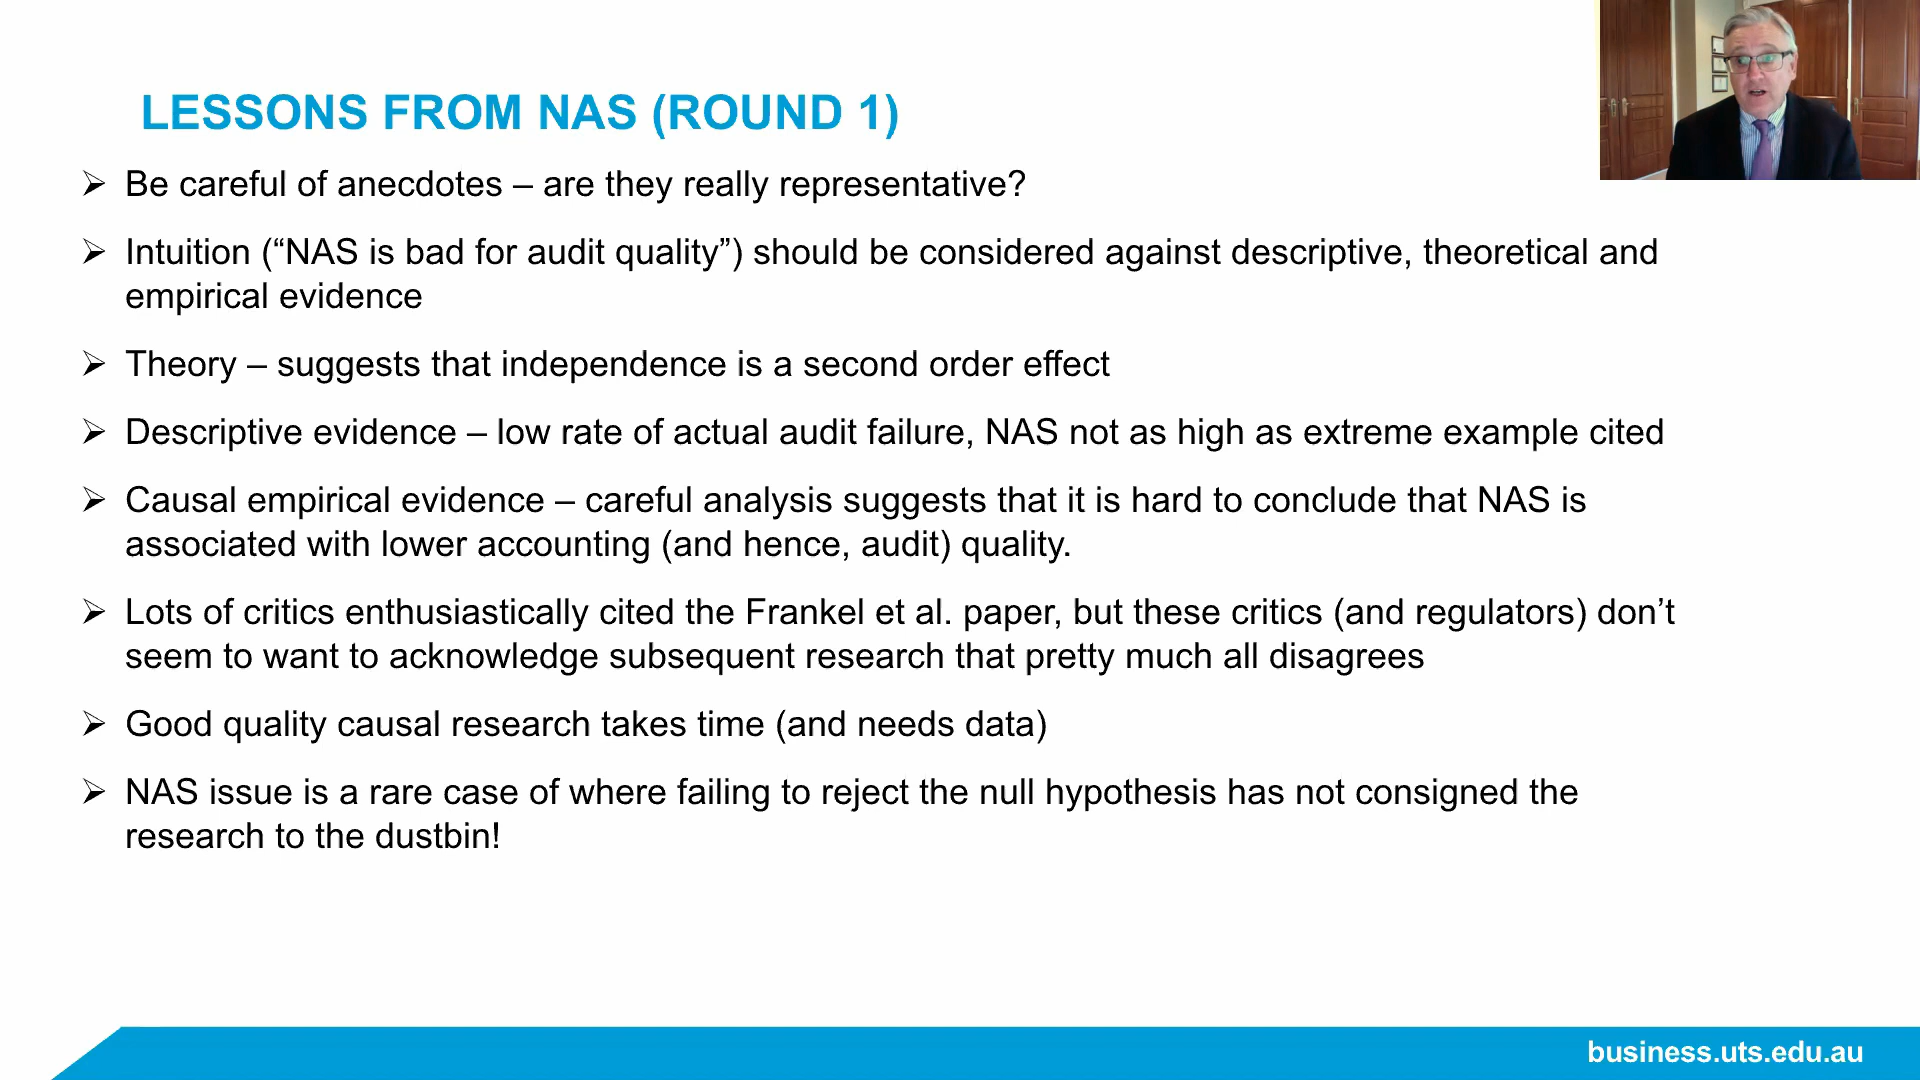 LESSONS FROM NAS (ROUND 1)
➢ Be careful of anecdotes – are they really representative?
➢ Intuition (“NAS is bad for audit quality”) should be considered against descriptive, theoretical and
empirical evidence
➢ Theory – suggests that independence is a second order effect
➢ Descriptive evidence – low rate of actual audit failure, NAS not as high as extreme example cited
➢ Causal empirical evidence – careful analysis suggests that it is hard to conclude that NAS is
associated with lower accounting (and hence, audit) quality.
➢ Lots of critics enthusiastically cited the Frankel et al. paper, but these critics (and regulators) don’t
seem to want to acknowledge subsequent research that pretty much all disagrees
➢ Good quality causal research takes time (and needs data)
➢ NAS issue is a rare case of where failing to reject the null hypothesis has not consigned the
research to the dustbin!
business.uts.edu.au